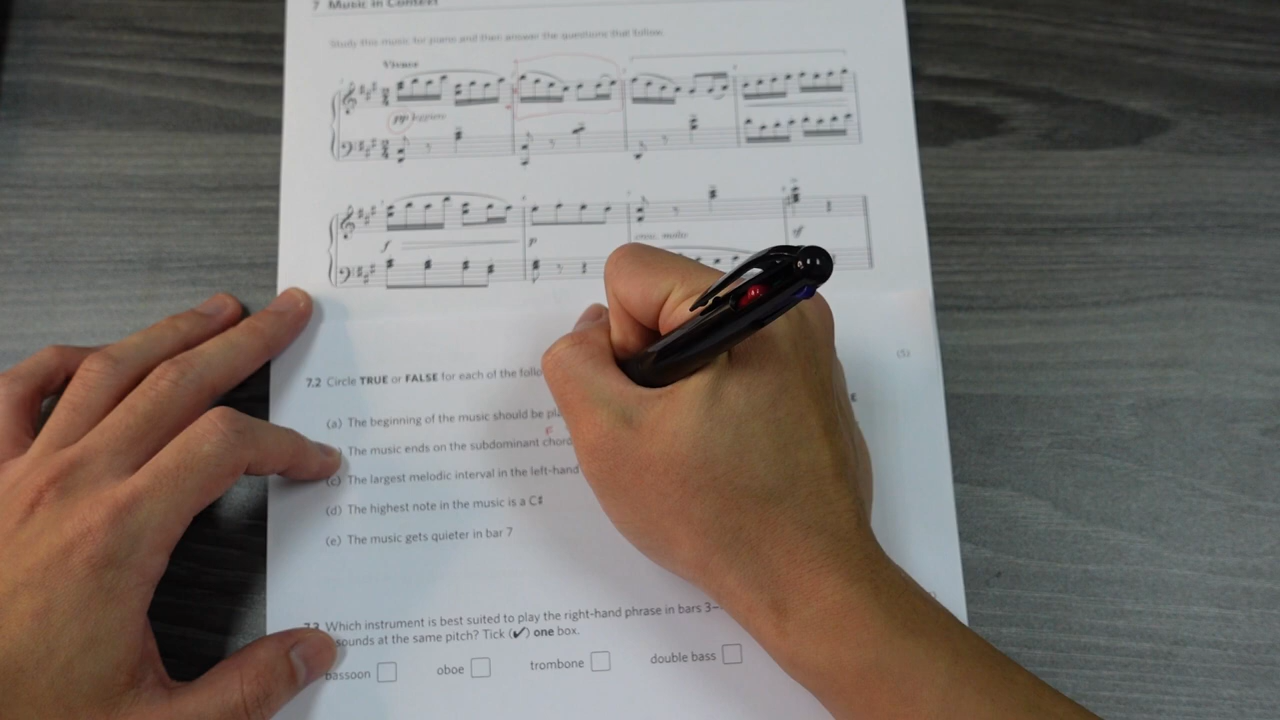 7 Music in Context
Study this music for piano and then answer the questions that follow.
Vivace
pp leggiero
f
p
cresc. molto
sf
(5)
7.2 Circle TRUE or FALSE for each of the
E
(a) The beginning of the music should be
F
The music ends on the subdominant chord
(c) The largest melodic interval in the left-hand
(d) The highest note in the music is a C♯
(e) The music gets quieter in bar 7
7.3 Which instrument is best suited to play the right-hand phrase in bars 3–
sounds at the same pitch? Tick (✔) one box.
bassoon oboe trombone double bass